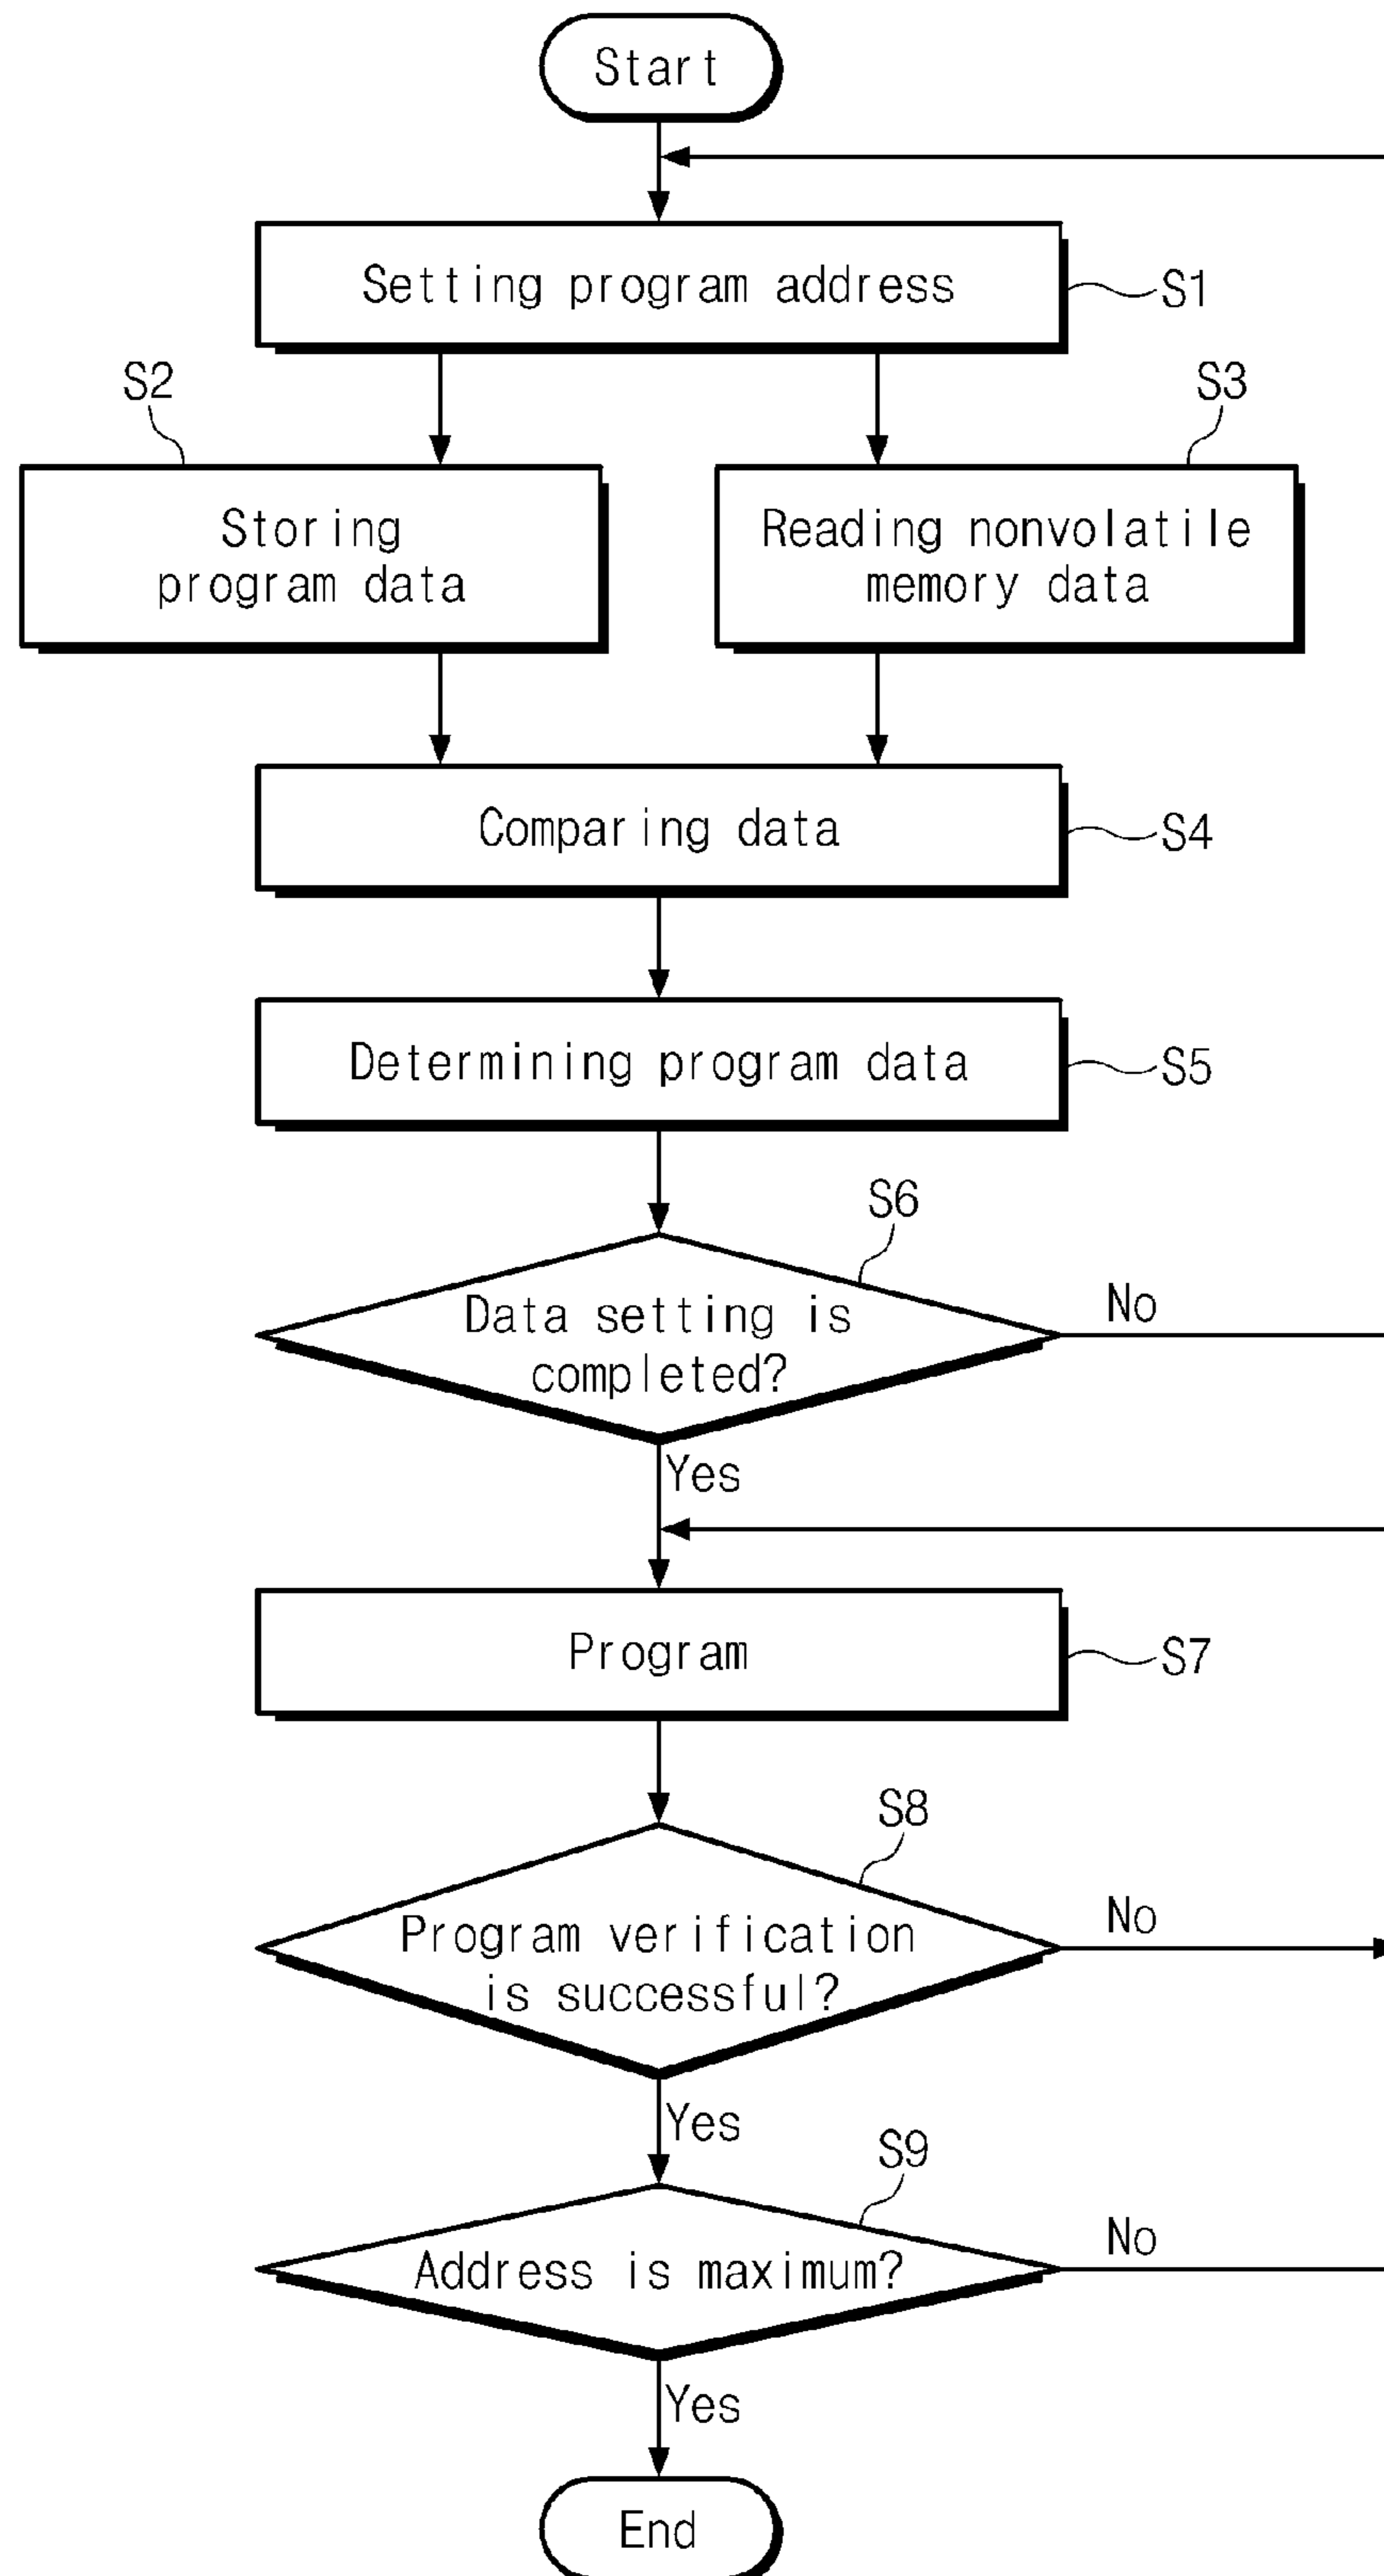 Start
Setting program address
S1
S2
S3
Storing
program data
Reading nonvolatile
memory data
Comparing data
S4
Determining program data
S5
S6
Data setting is
completed?
No
Yes
Program
S7
S8
Program verification
is successful?
No
Yes
S9
Address is maximum?
No
Yes
End